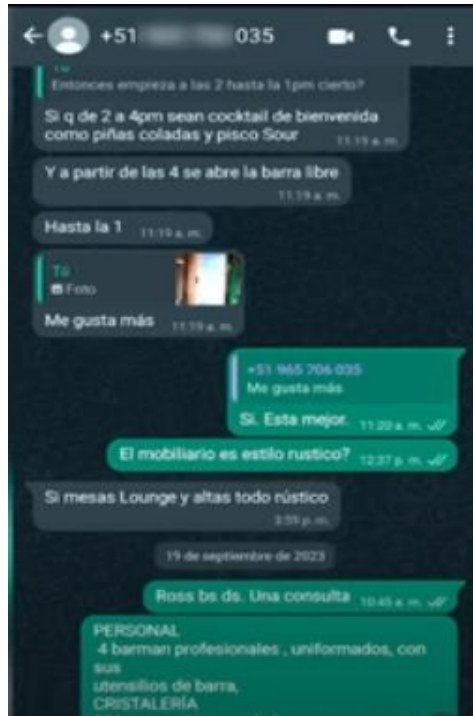 +51 035
Tú
Entonces empieza a las 2 hasta la 1pm cierto?
Si q de 2 a 4pm sean cocktail de bienvenida
como piñas coladas y pisco Sour 11:19 a. m.
Y a partir de las 4 se abre la barra libre
11:19 a. m.
Hasta la 1 11:19 a. m.
Tú
Foto
Me gusta más 11:19 a. m.
+51 965 706 035
Me gusta más
Si. Esta mejor. 11:20 a. m.
El mobiliario es estilo rustico? 12:37 p. m.
Si mesas Lounge y altas todo rústico
3:59 p. m.
19 de septiembre de 2023
Ross bs ds. Una consulta 10:45 a. m.
PERSONAL
4 barman profesionales , uniformados, con
sus
utensilios de barra,
CRISTALERÍA